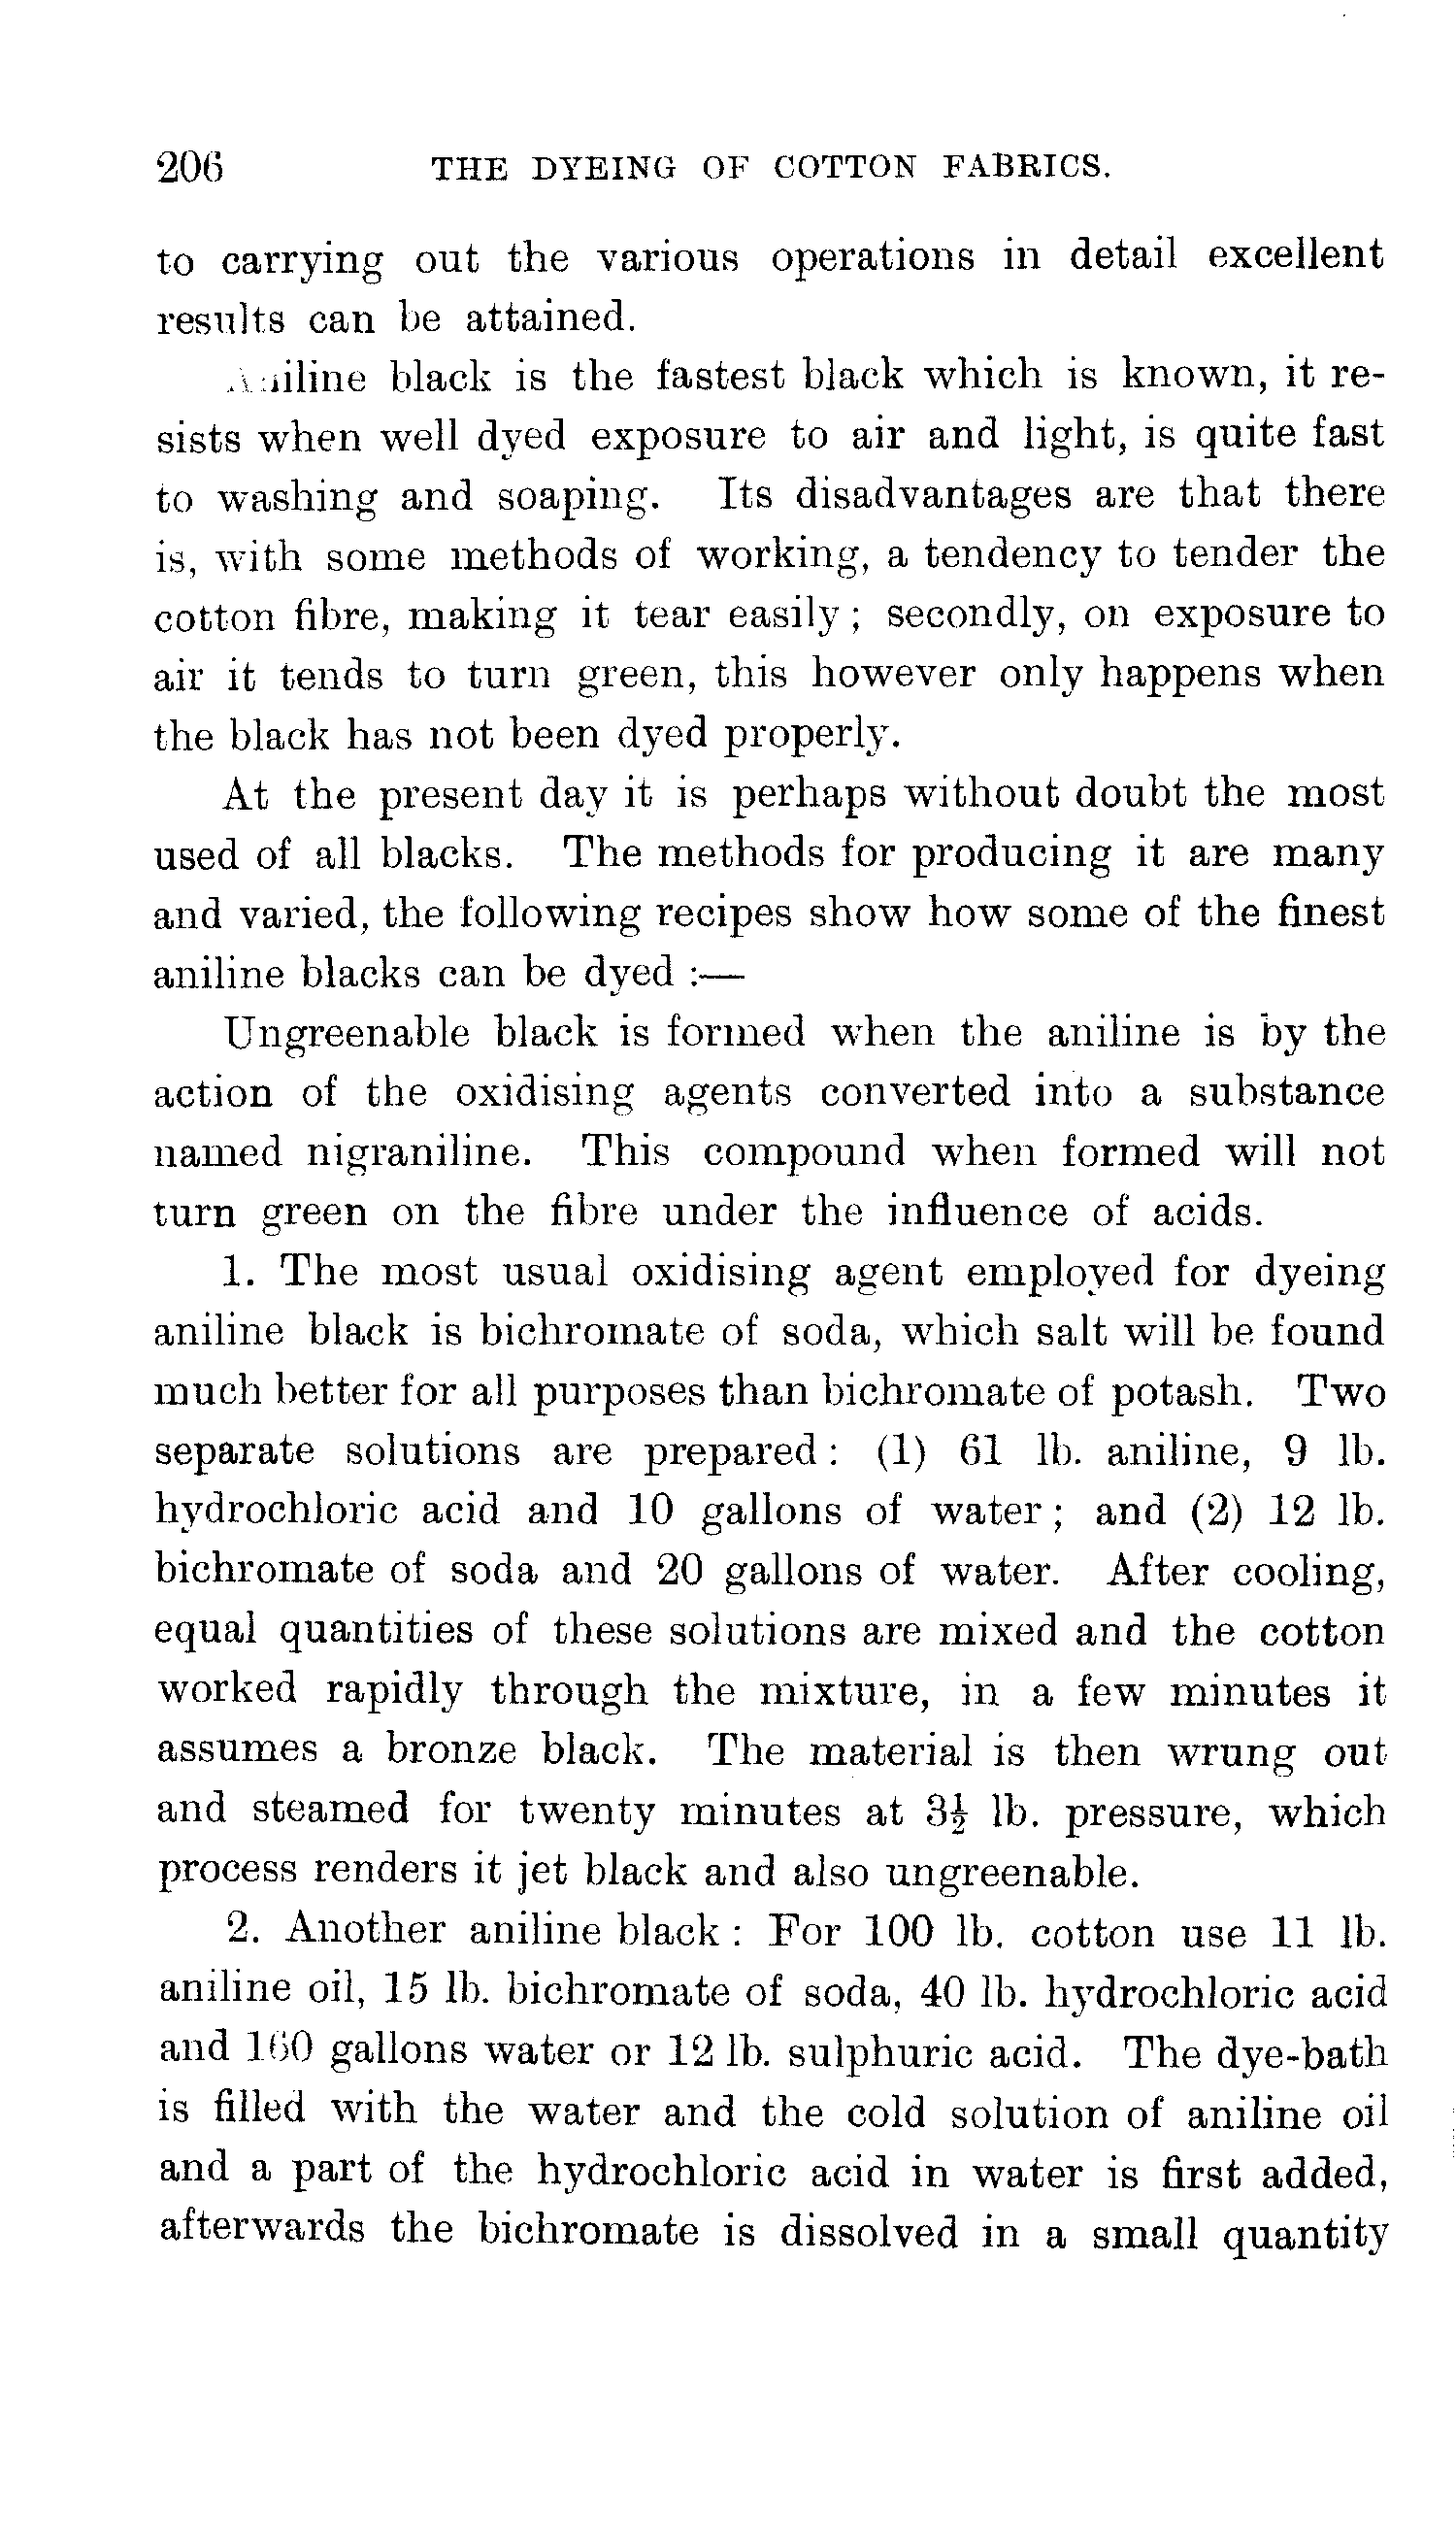 206 THE DYEING OF COTTON FABRICS.
to carrying out the various operations in detail excellent
results can be attained.
Aniline black is the fastest black which is known, it re-
sists when well dyed exposure to air and light, is quite fast
to washing and soaping. Its disadvantages are that there
is, with some methods of working, a tendency to tender the
cotton fibre, making it tear easily; secondly, on exposure to
air it tends to turn green, this however only happens when
the black has not been dyed properly.
At the present day it is perhaps without doubt the most
used of all blacks. The methods for producing it are many
and varied, the following recipes show how some of the finest
aniline blacks can be dyed :—
Ungreenable black is formed when the aniline is by the
action of the oxidising agents converted into a substance
named nigraniline. This compound when formed will not
turn green on the fibre under the influence of acids.
1. The most usual oxidising agent employed for dyeing
aniline black is bichromate of soda, which salt will be found
much better for all purposes than bichromate of potash. Two
separate solutions are prepared: (1) 61 lb. aniline, 9 lb.
hydrochloric acid and 10 gallons of water; and (2) 12 lb.
bichromate of soda and 20 gallons of water. After cooling,
equal quantities of these solutions are mixed and the cotton
worked rapidly through the mixture, in a few minutes it
assumes a bronze black. The material is then wrung out
and steamed for twenty minutes at 3½ lb. pressure, which
process renders it jet black and also ungreenable.
2. Another aniline black: For 100 lb. cotton use 11 lb.
aniline oil, 15 lb. bichromate of soda, 40 lb. hydrochloric acid
and 160 gallons water or 12 lb. sulphuric acid. The dye-bath
is filled with the water and the cold solution of aniline oil
and a part of the hydrochloric acid in water is first added,
afterwards the bichromate is dissolved in a small quantity